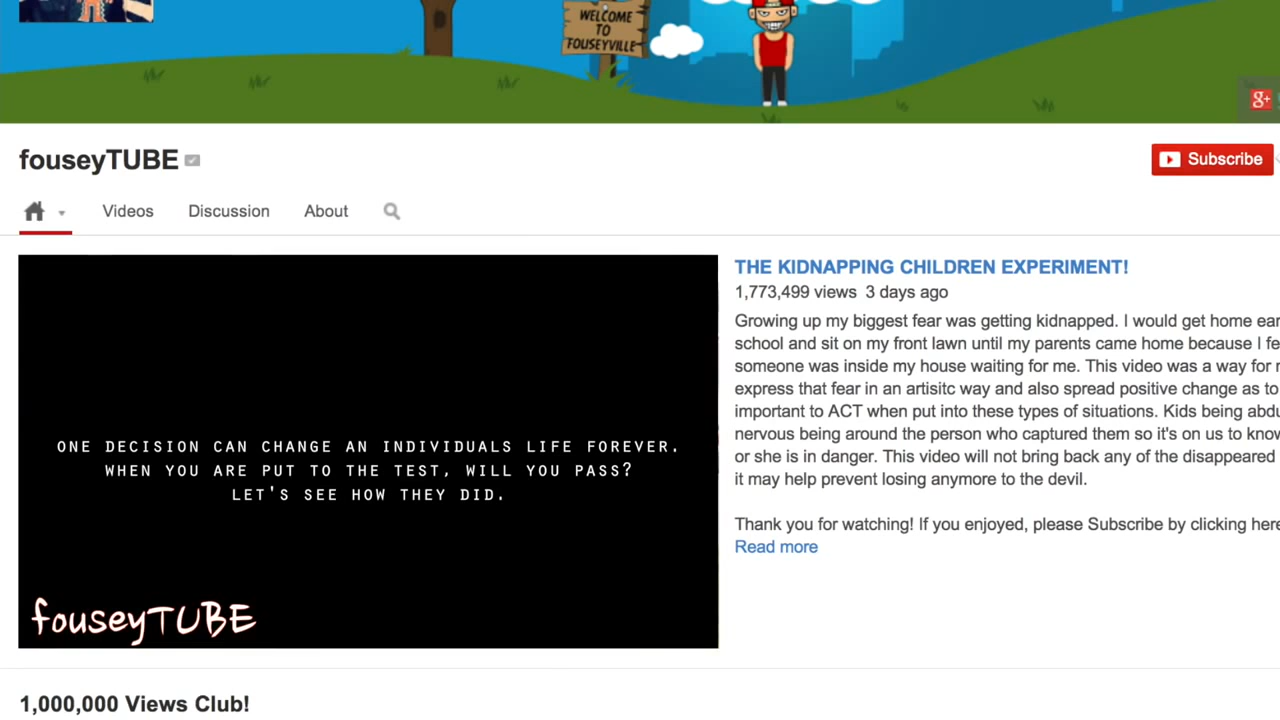 WELCOME
TO
FOUSEYVILLE
g+
fouseyTUBE
Subscribe
Videos Discussion About
THE KIDNAPPING CHILDREN EXPERIMENT!
1,773,499 views 3 days ago
Growing up my biggest fear was getting kidnapped. I would get home
school and sit on my front lawn until my parents came home because I
someone was inside my house waiting for me. This video was a way for
express that fear in an artisitc way and also spread positive change as to
important to ACT when put into these types of situations. Kids being
nervous being around the person who captured them so it's on us to
or she is in danger. This video will not bring back any of the disappeared
it may help prevent losing anymore to the devil.
Thank you for watching! If you enjoyed, please Subscribe by clicking
Read more
ONE DECISION CAN CHANGE AN INDIVIDUALS LIFE FOREVER.
WHEN YOU ARE PUT TO THE TEST, WILL YOU PASS?
LET'S SEE HOW THEY DID.
fouseyTUBE
1,000,000 Views Club!